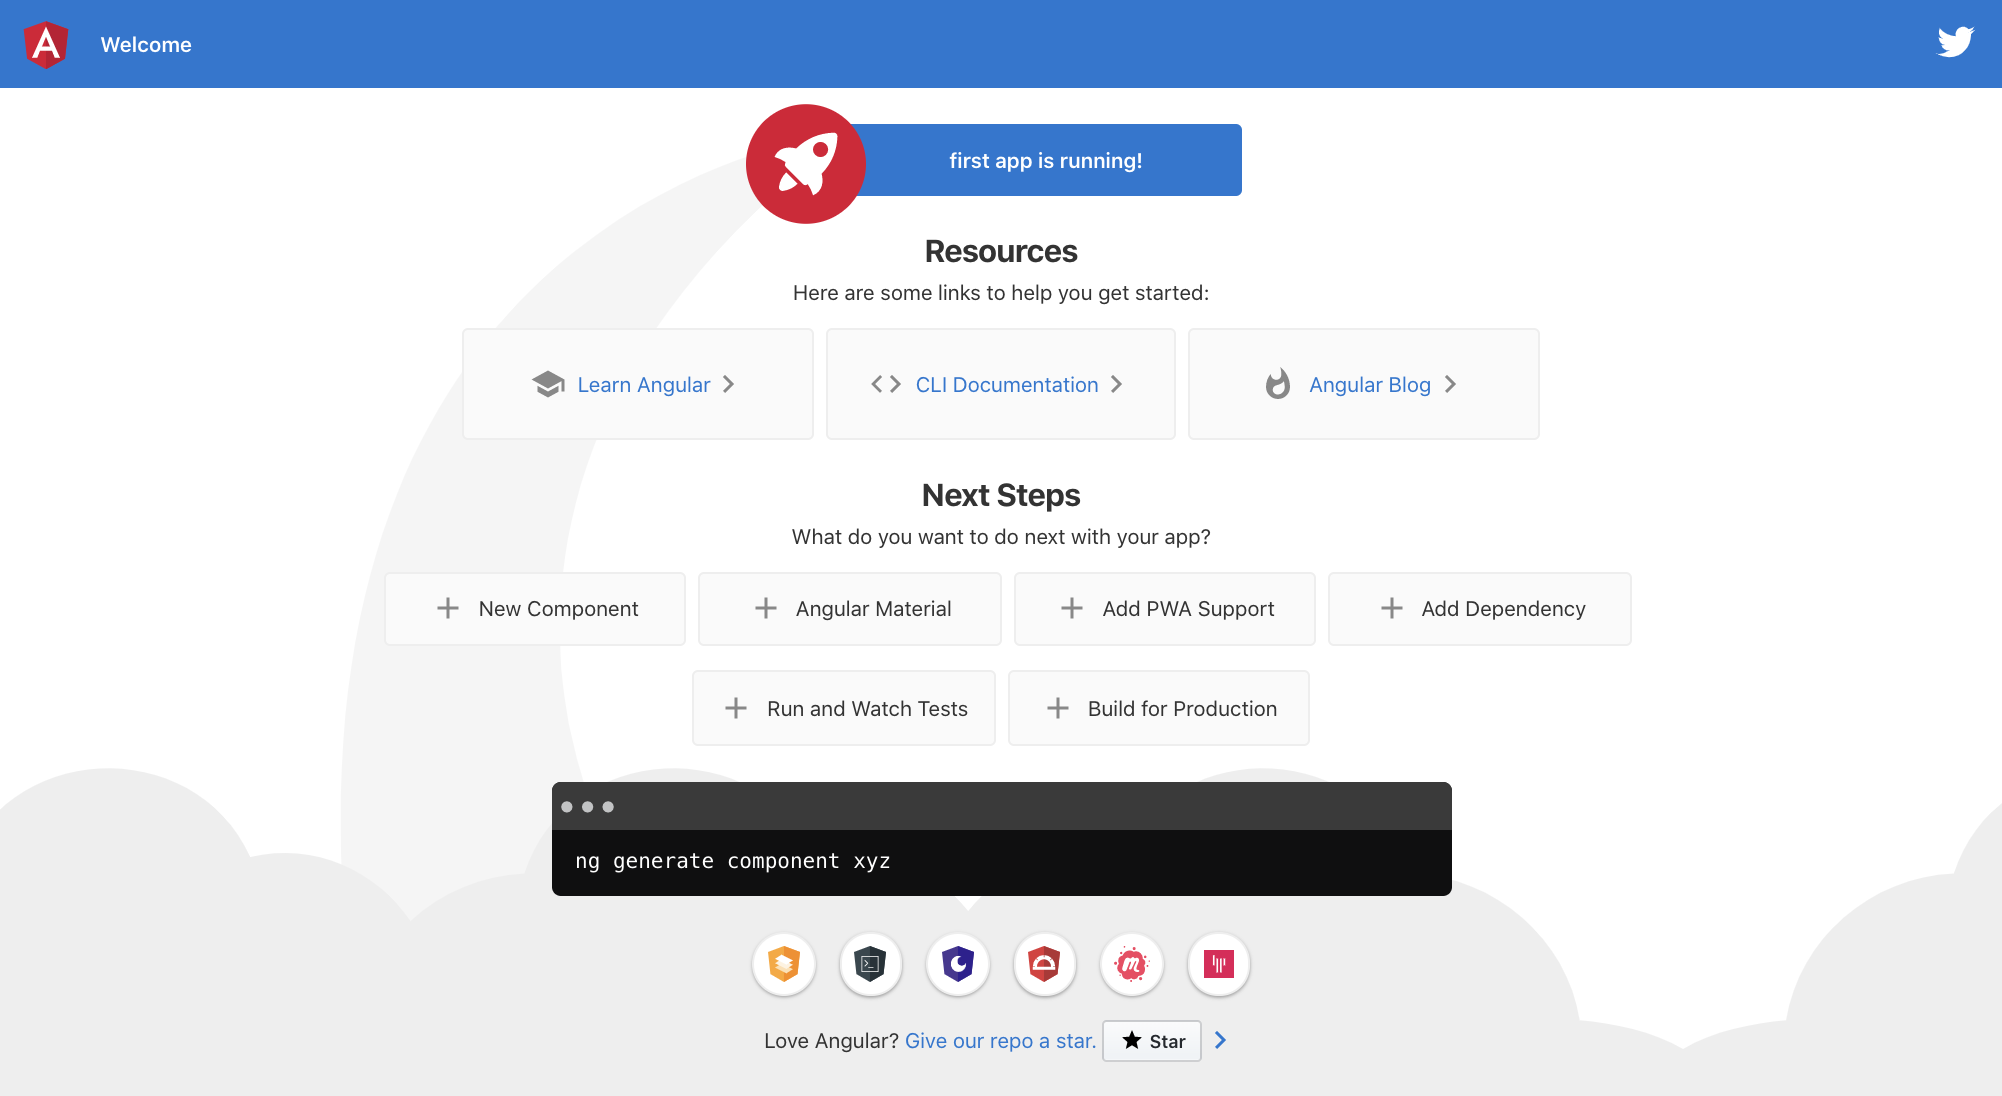 Welcome
first app is running!
Resources
Here are some links to help you get started:
Learn Angular
CLI Documentation
Angular Blog
Next Steps
What do you want to do next with your app?
New Component
Angular Material
Add PWA Support
Add Dependency
Run and Watch Tests
Build for Production
ng generate component xyz
Love Angular? Give our repo a star. Star